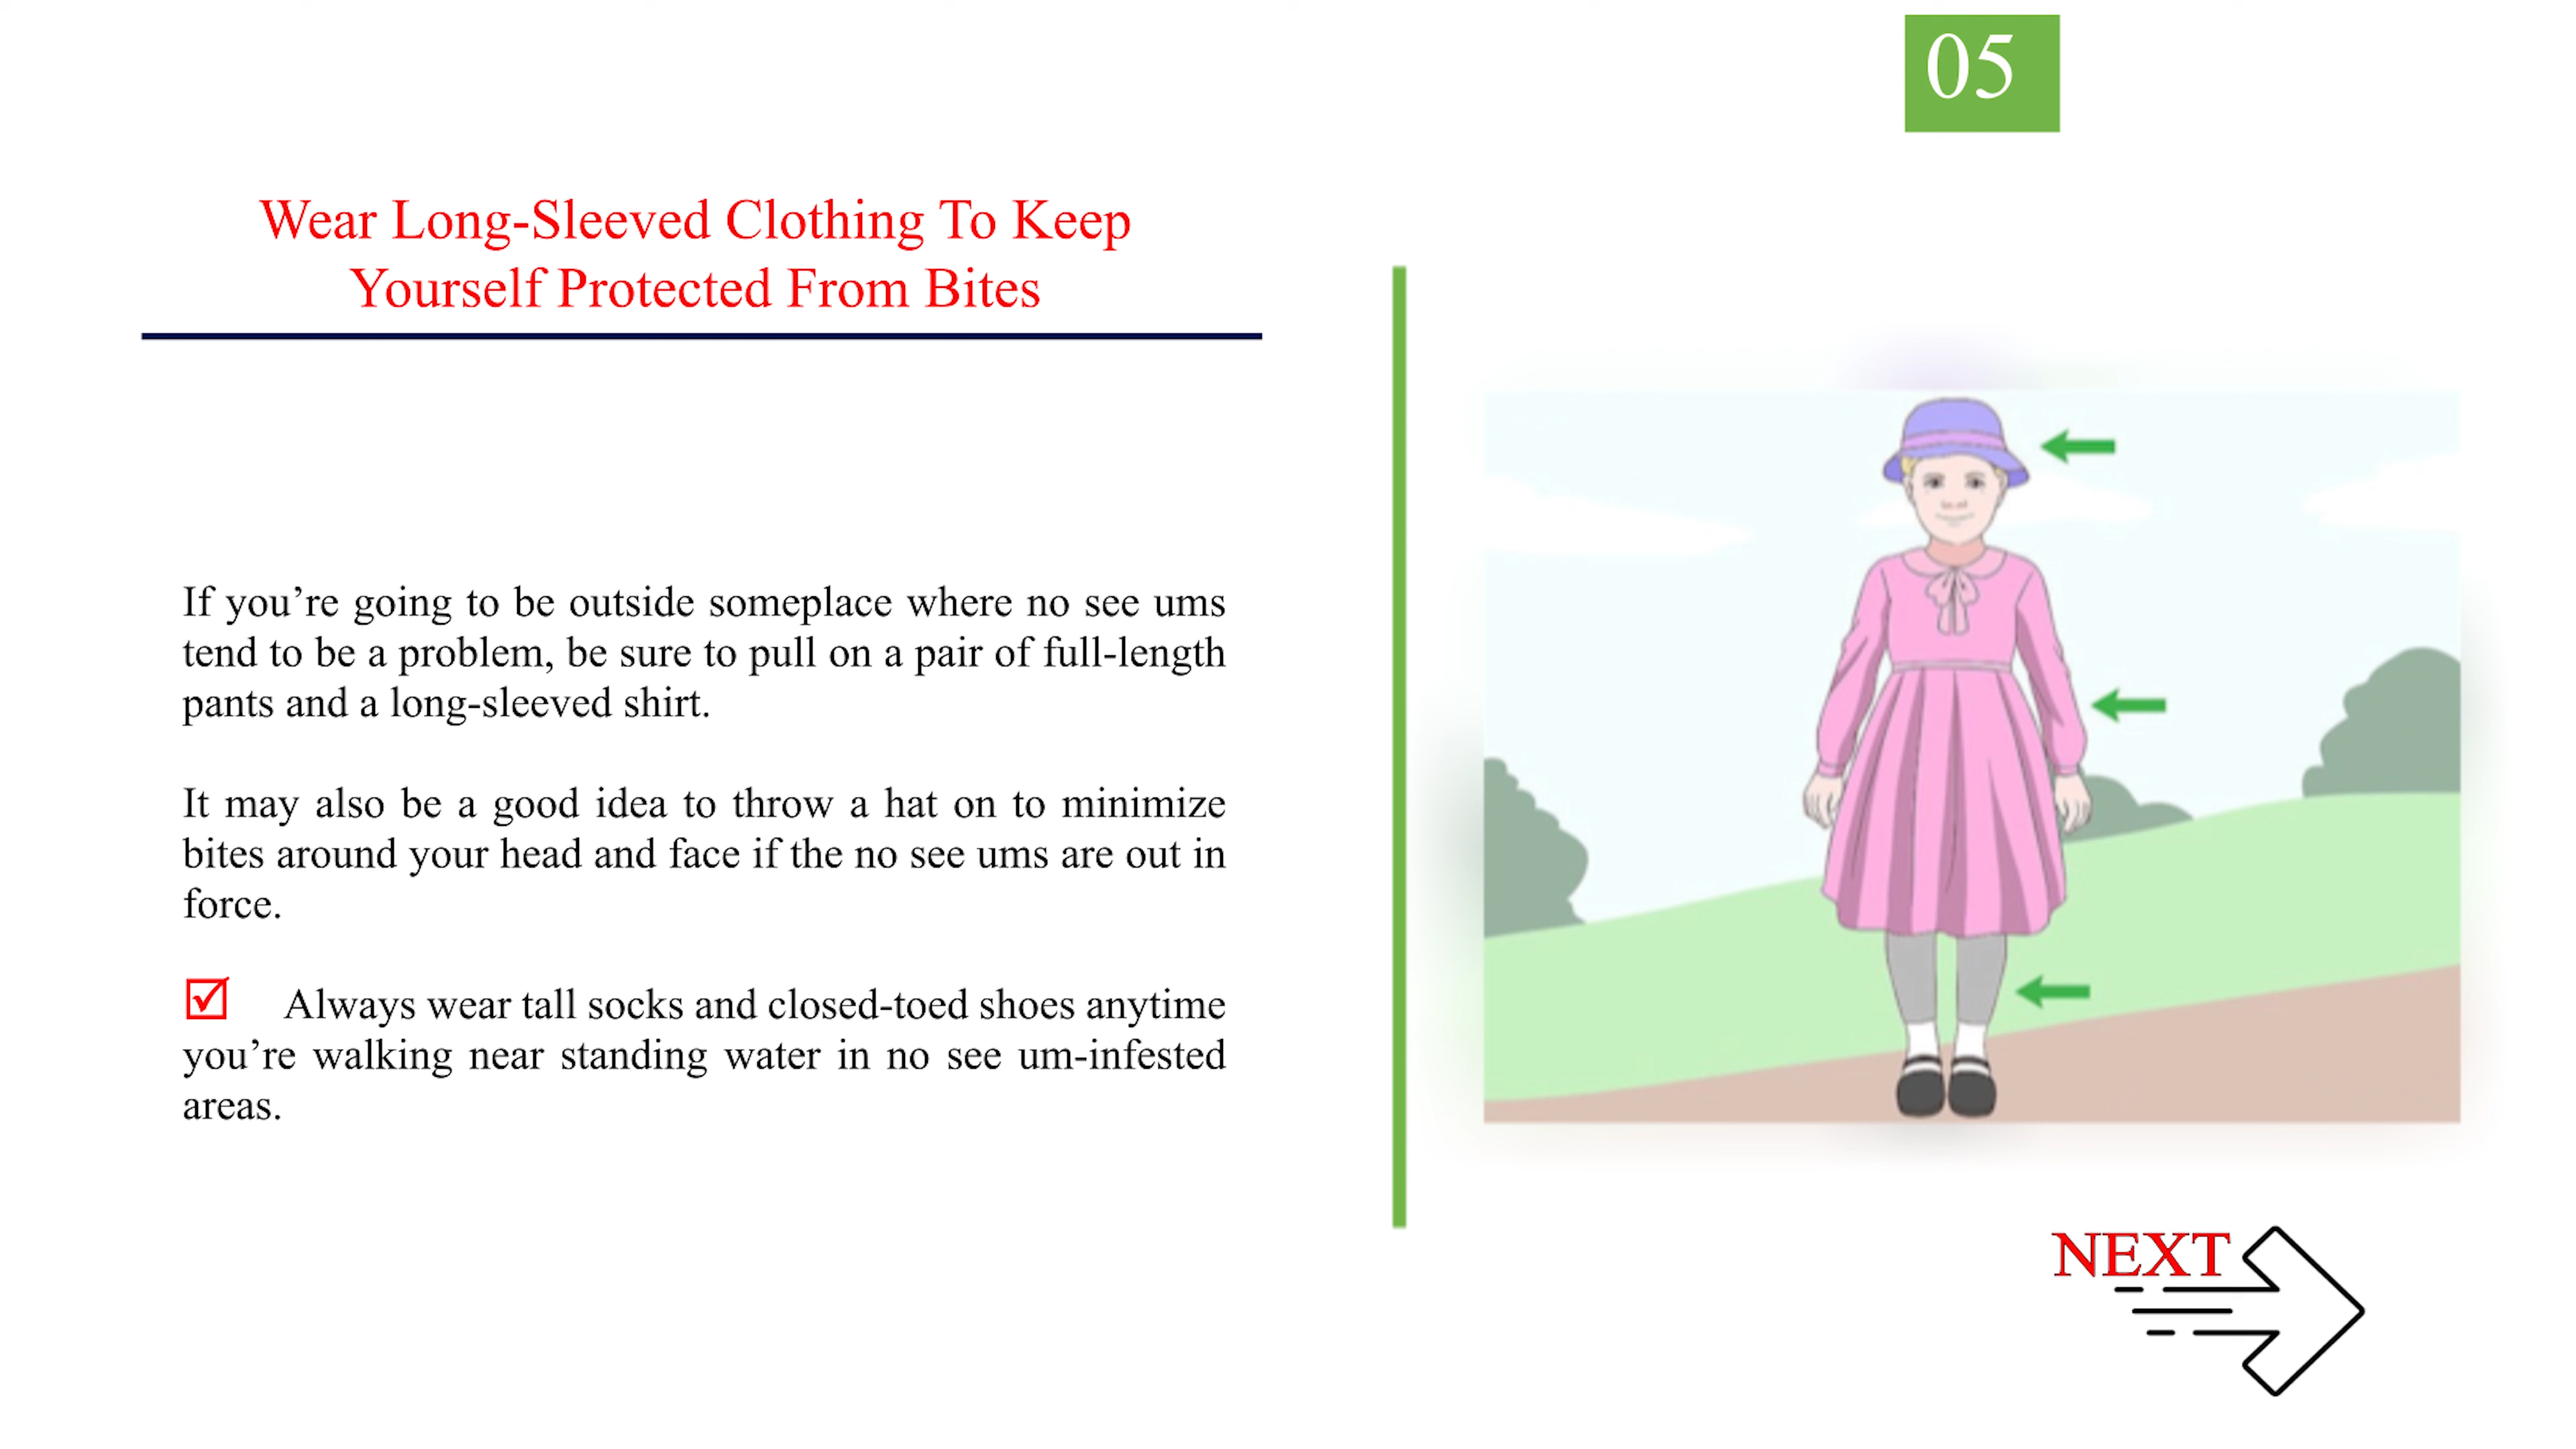 05
Wear Long-Sleeved Clothing To Keep
Yourself Protected From Bites
If you’re going to be outside someplace where no see ums
tend to be a problem, be sure to pull on a pair of full-length
pants and a long-sleeved shirt.
It may also be a good idea to throw a hat on to minimize
bites around your head and face if the no see ums are out in
force.
Always wear tall socks and closed-toed shoes anytime
you’re walking near standing water in no see um-infested
areas.
NEXT